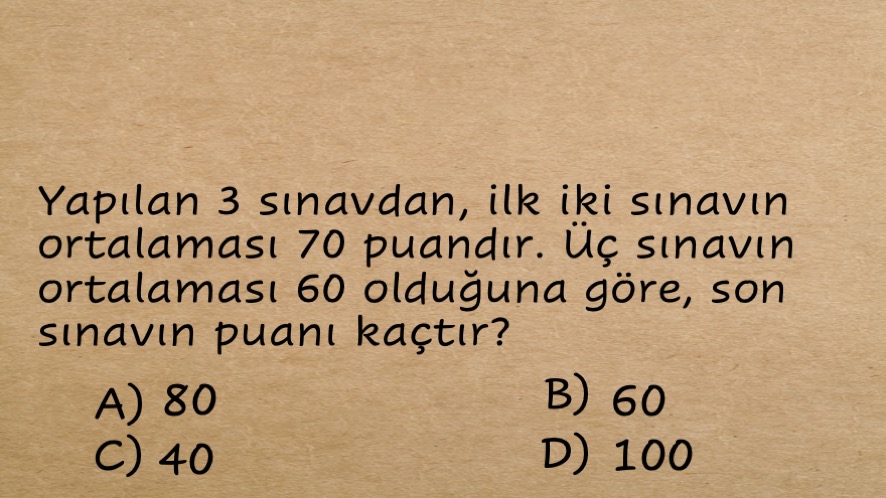 Yapılan 3 sınavdan, ilk iki sınavın
ortalaması 70 puandır. Üç sınavın
ortalaması 60 olduğuna göre, son
sınavın puanı kaçtır?
A) 80 B) 60
C) 40 D) 100